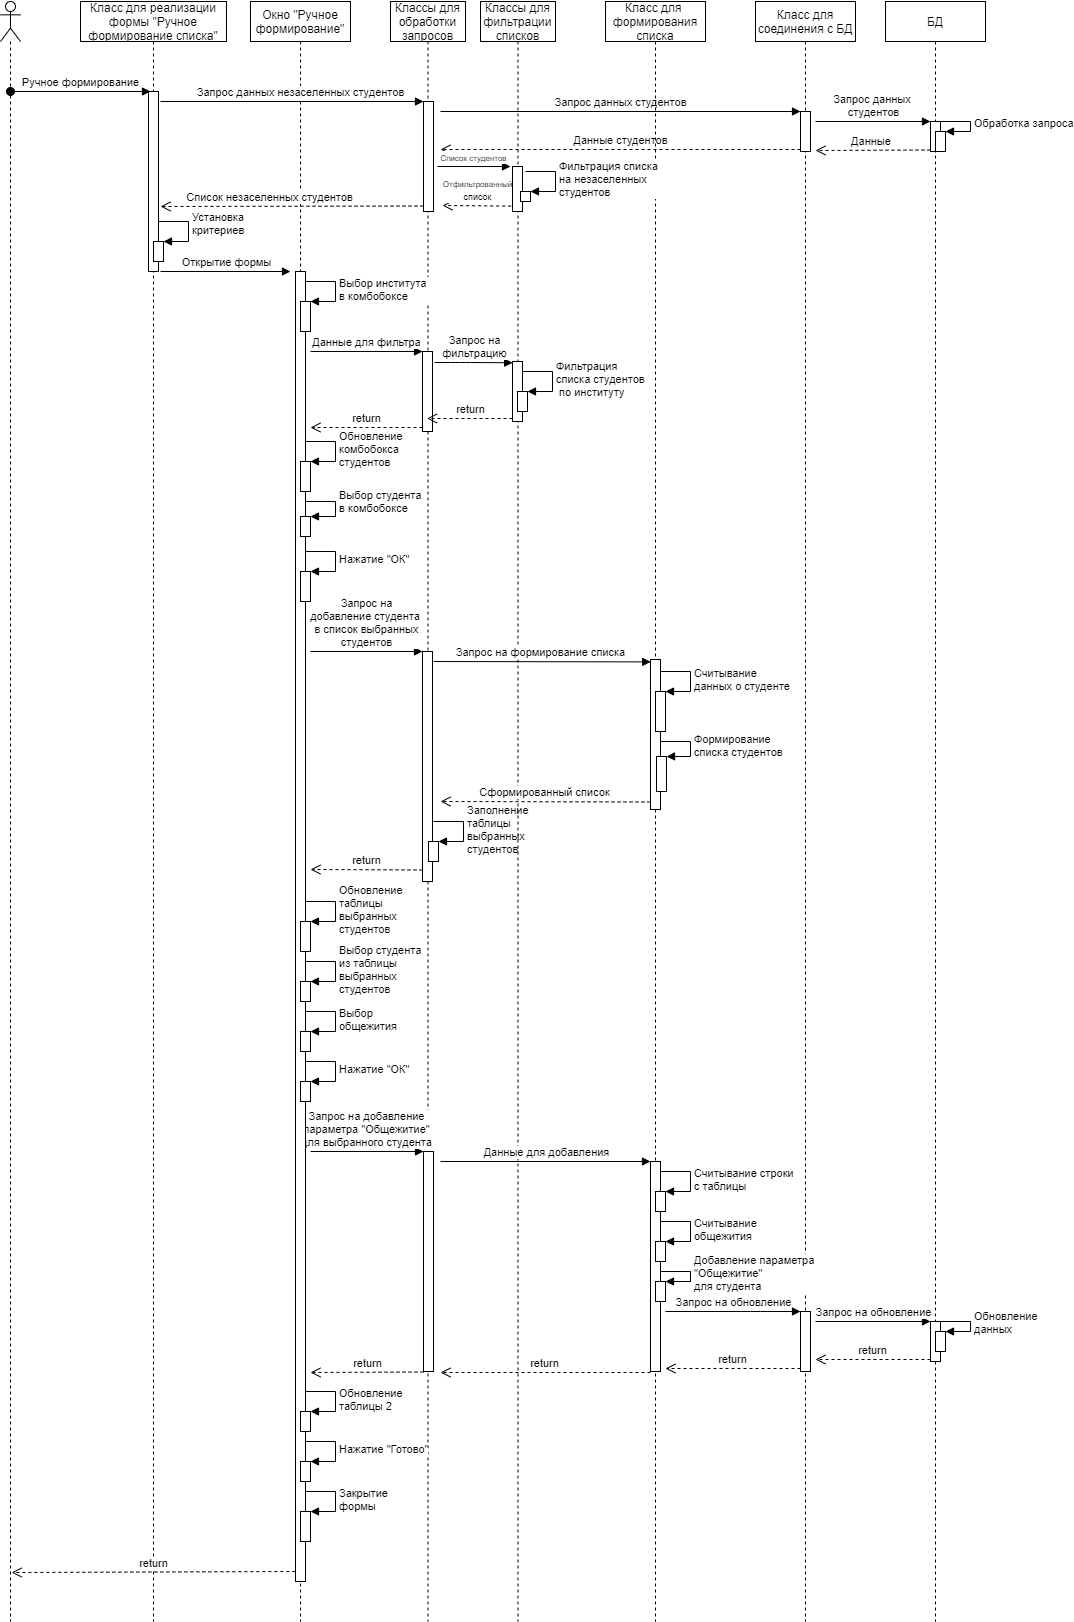 Класс для реализации
формы "Ручное
формирование списка"
Окно "Ручное
формирование"
Классы для
обработки
запросов
Классы для
фильтрации
списков
Класс для
формирования
списка
Класс для
соединения с БД
БД
Ручное формирование
Запрос данных незаселенных студентов
Запрос данных студентов
Запрос данных
студентов
Обработка запроса
Данные
Данные студентов
Список студентов
Фильтрация списка
на незаселенных
студентов
Отфильтрованный
список
Список незаселенных студентов
Установка
критериев
Открытие формы
Выбор института
в комбобоксе
Данные для фильтра
Запрос на
фильтрацию
Фильтрация
списка студентов
по институту
return
return
Обновление
комбобокса
студентов
Выбор студента
в комбобоксе
Нажатие "ОК"
Запрос на
добавление студента
в список выбранных
студентов
Запрос на формирование списка
Считывание
данных о студенте
Формирование
списка студентов
Сформированный список
Заполнение
таблицы
выбранных
студентов
return
Обновление
таблицы
выбранных
студентов
Выбор студента
из таблицы
выбранных
студентов
Выбор
общежития
Нажатие "ОК"
Запрос на добавление
параметра "Общежитие"
для выбранного студента
Данные для добавления
Считывание строки
с таблицы
Считывание
общежития
Добавление параметра
"Общежитие"
для студента
Запрос на обновление
Запрос на обновление
Обновление
данных
return
return
return
return
Обновление
таблицы 2
Нажатие "Готово"
Закрытие
формы
return